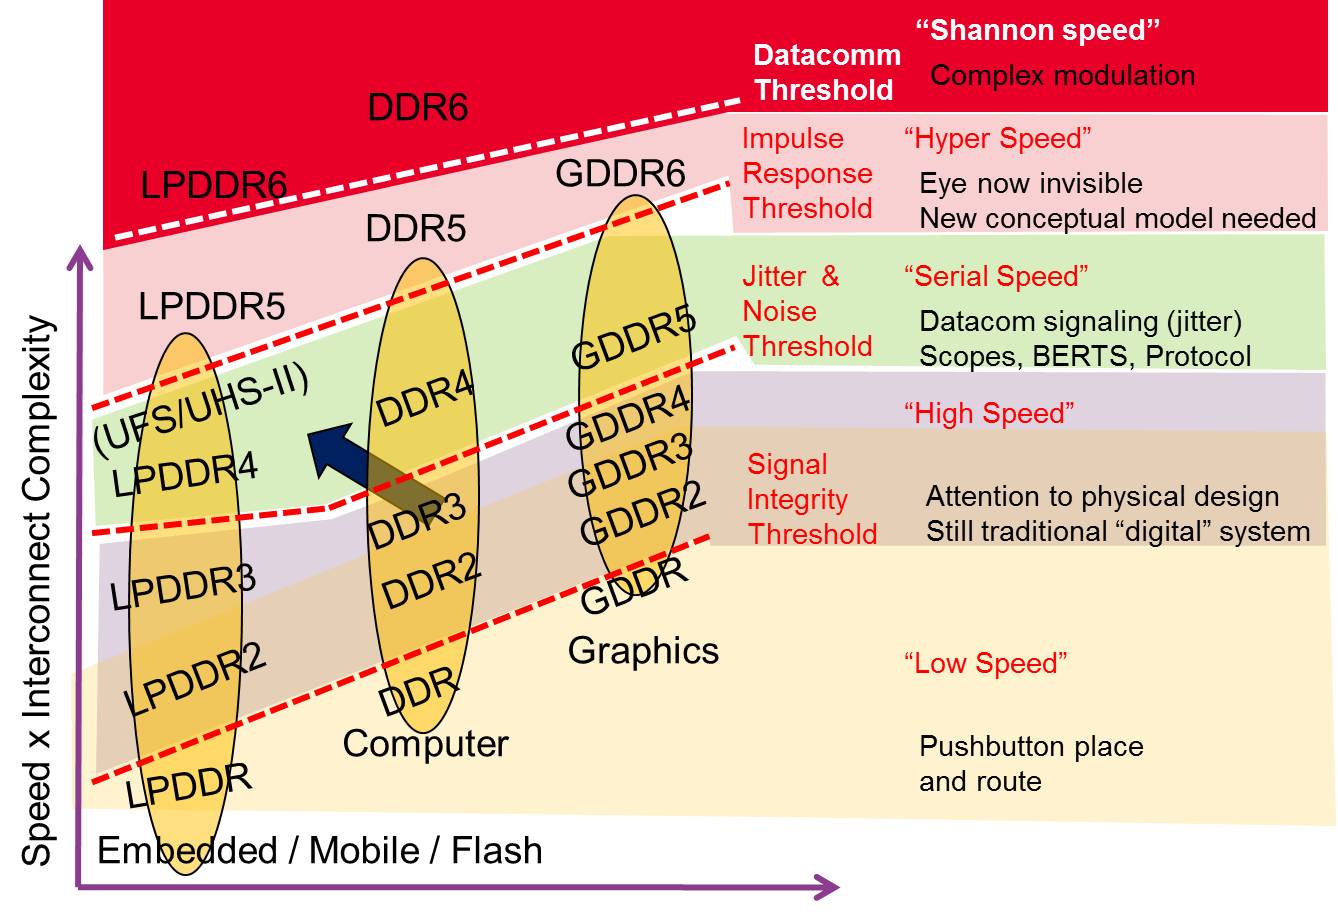 “Shannon speed”
Datacomm
Threshold
Complex modulation
DDR6
LPDDR6
GDDR6
Impulse
Response
Threshold
“Hyper Speed”
Eye now invisible
New conceptual model needed
DDR5
LPDDR5
Jitter &
Noise
Threshold
“Serial Speed”
Datacom signaling (jitter)
Scopes, BERTS, Protocol
GDDR5
(UFS/UHS-II)
DDR4
LPDDR4
GDDR4
GDDR3
GDDR2
GDDR
“High Speed”
Signal
Integrity
Threshold
Attention to physical design
Still traditional “digital” system
DDR3
DDR2
DDR
LPDDR3
LPDDR2
LPDDR
Graphics
Computer
“Low Speed”
Pushbutton place
and route
Embedded / Mobile / Flash
Speed x Interconnect Complexity